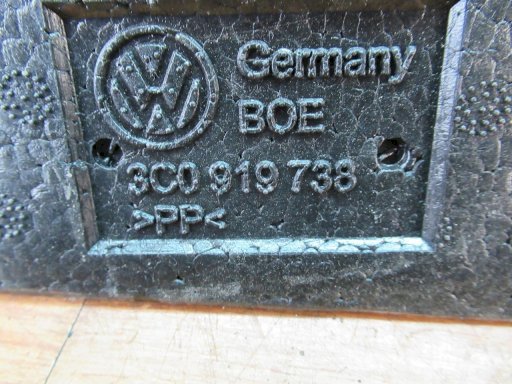 Germany
BOE
3C0 919 738
>PP<